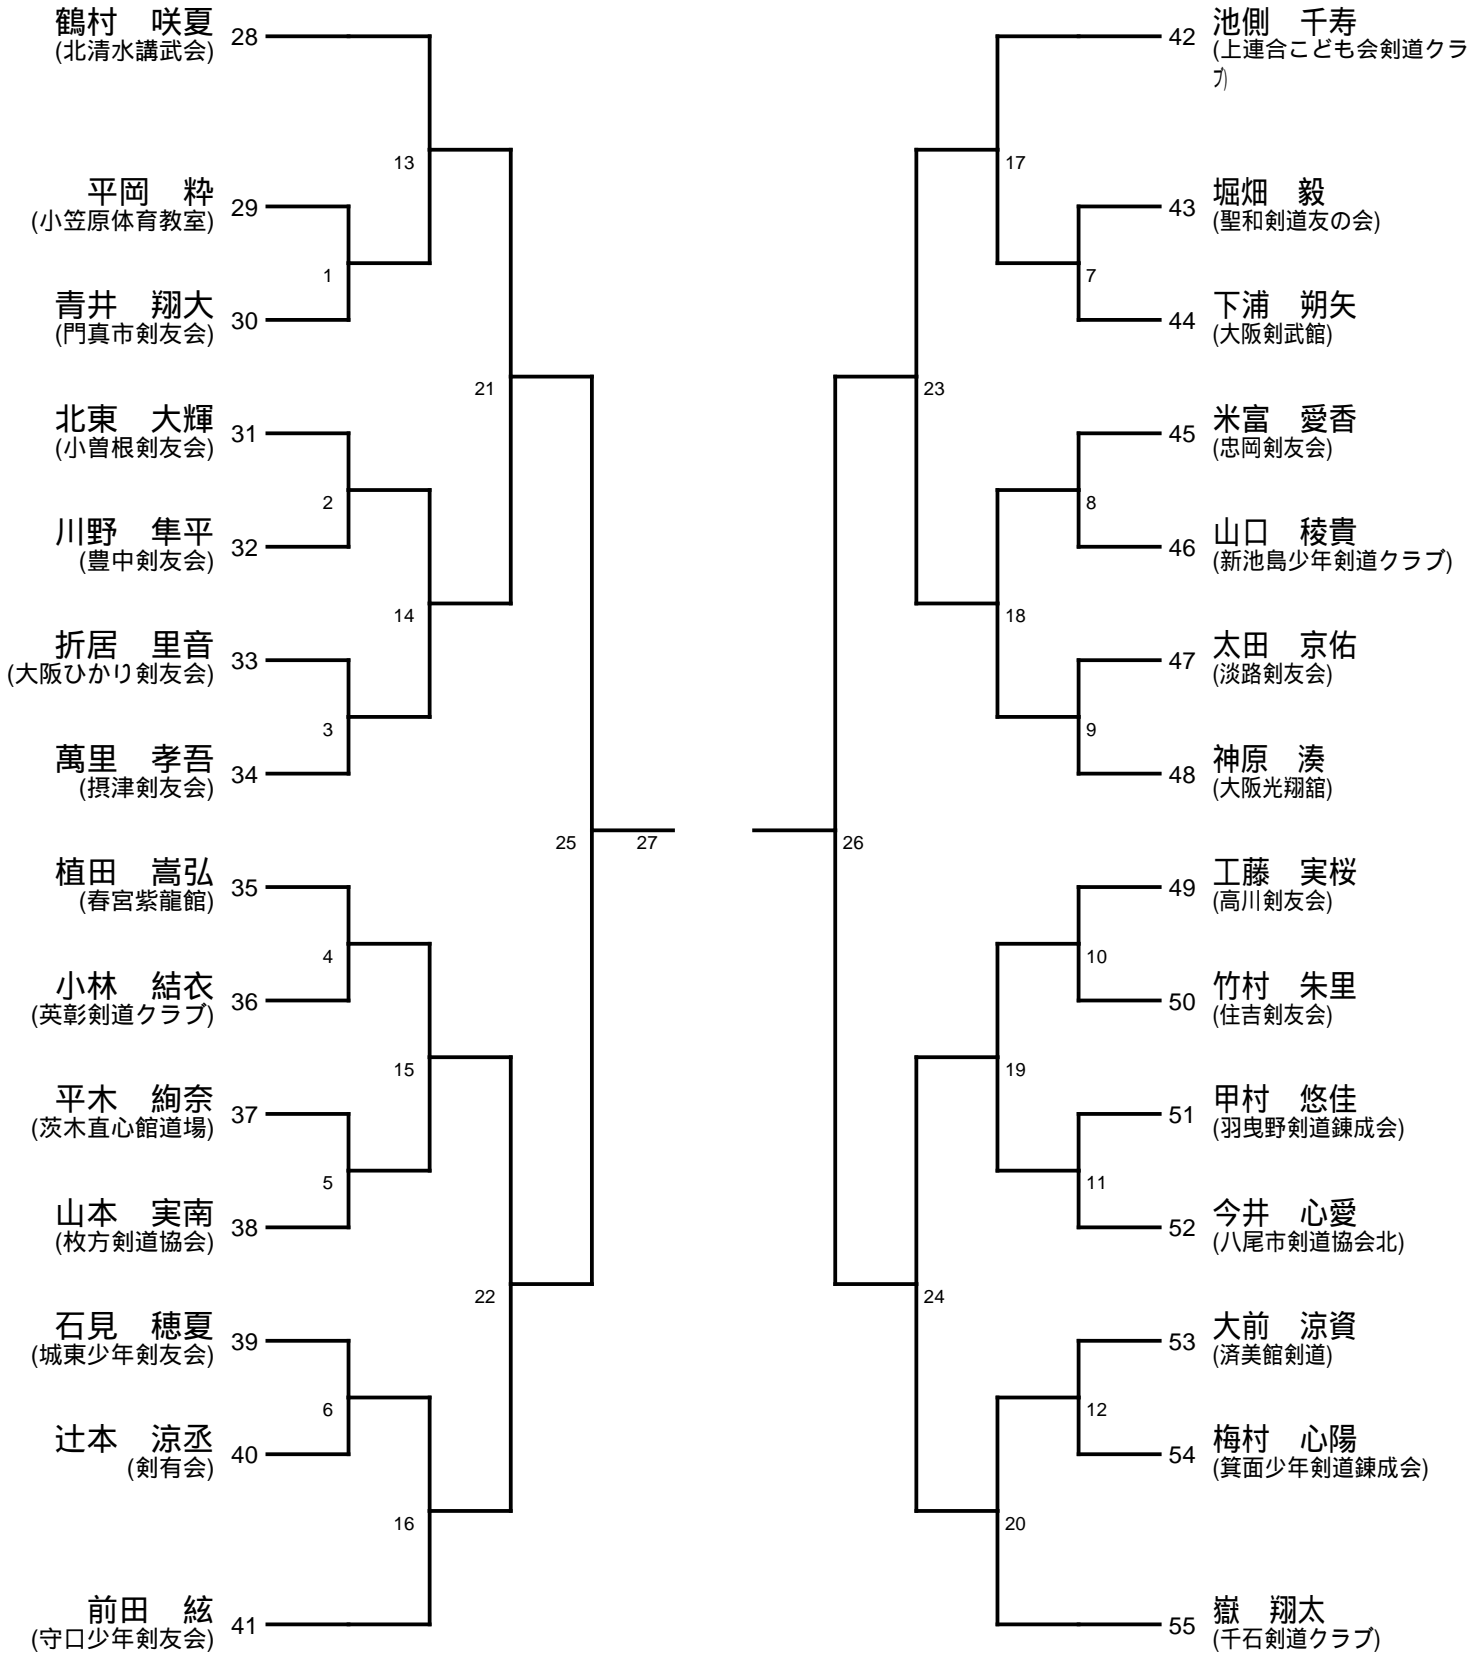 鶴村　咲夏
(北清水講武会)
28
13
平岡　粋
(小笠原体育教室)
29
1
青井　翔大
(門真市剣友会)
30
21
北東　大輝
(小曽根剣友会)
31
2
川野　隼平
(豊中剣友会)
32
14
折居　里音
(大阪ひかり剣友会)
33
3
萬里　孝吾
(摂津剣友会)
34
25
27
植田　嵩弘
(春宮紫龍館)
35
4
小林　結衣
(英彰剣道クラブ)
36
15
平木　絢奈
(茨木直心館道場)
37
5
山本　実南
(枚方剣道協会)
38
22
石見　穂夏
(城東少年剣友会)
39
6
辻本　涼丞
(剣有会)
40
16
前田　絃
(守口少年剣友会)
41
42
池側　千寿
(上連合こども会剣道クラ
ブ)
17
43
堀畑　毅
(聖和剣道友の会)
7
44
下浦　朔矢
(大阪剣武館)
23
45
米富　愛香
(忠岡剣友会)
8
46
山口　稜貴
(新池島少年剣道クラブ)
18
47
太田　京佑
(淡路剣友会)
9
48
神原　湊
(大阪光翔舘)
26
49
工藤　実桜
(高川剣友会)
10
50
竹村　朱里
(住吉剣友会)
19
51
甲村　悠佳
(羽曳野剣道錬成会)
11
52
今井　心愛
(八尾市剣道協会北)
24
53
大前　涼資
(済美館剣道)
12
54
梅村　心陽
(箕面少年剣道錬成会)
20
55
嶽　翔太
(千石剣道クラブ)